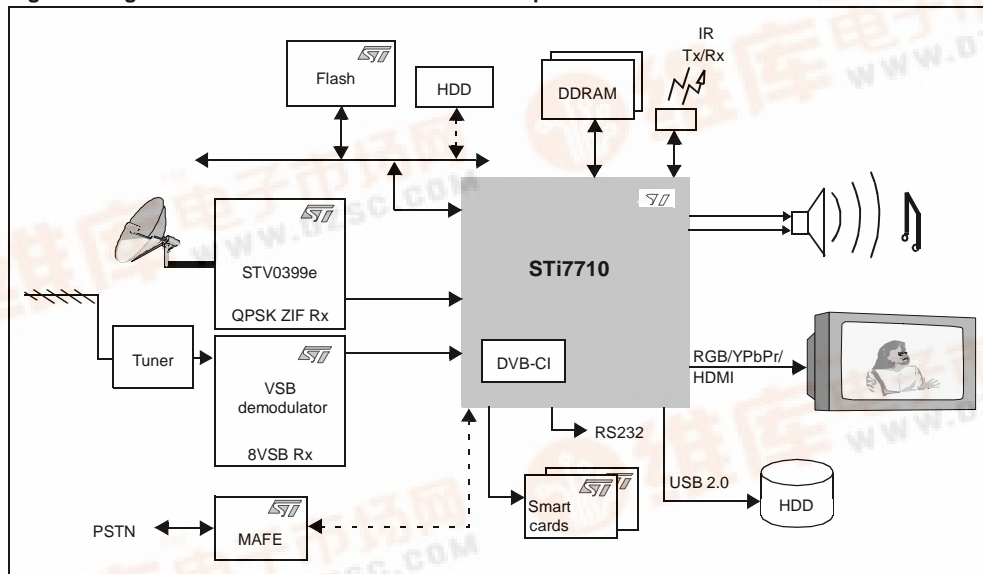 IR
Tx/Rx
Flash
HDD
DDRAM
STV0399e
QPSK ZIF Rx
STi7710
Tuner
VSB
demodulator
8VSB Rx
DVB-CI
RGB/YPbPr/
HDMI
RS232
USB 2.0
HDD
Smart
cards
PSTN
MAFE